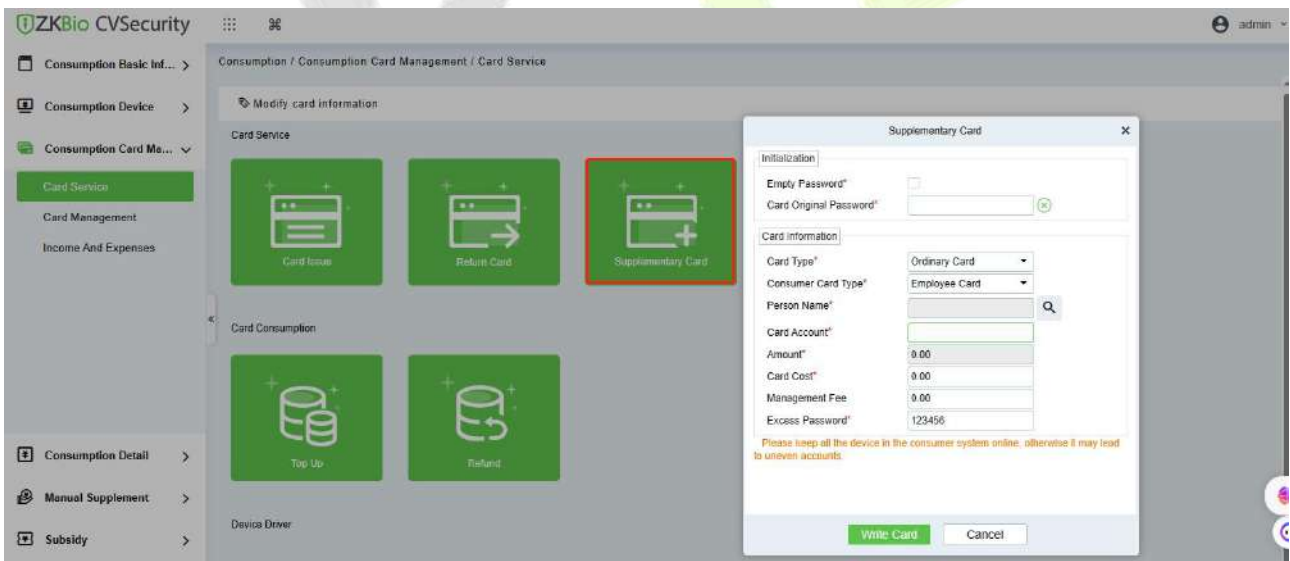 ZKBio CVSecurity
admin
Consumption Basic Inf... >
Consumption Device >
Consumption Card Ma...
Card Service
Card Management
Income And Expenses
Consumption Detail >
Manual Supplement >
Subsidy >
Consumption / Consumption Card Management / Card Service
Modify card information
Card Service
Card Issue
Return Card
Supplementary Card
Card Consumption
Top Up
Refund
Device Driver
Supplementary Card
Initialization
Empty Password*
Card Original Password*
Card Information
Card Type* Ordinary Card
Consumer Card Type* Employee Card
Person Name*
Card Account*
Amount* 0.00
Card Cost* 0.00
Management Fee 0.00
Excess Password* 123456
Please keep all the device in the consumer system online, otherwise it may lead
to uneven accounts.
Write Card Cancel